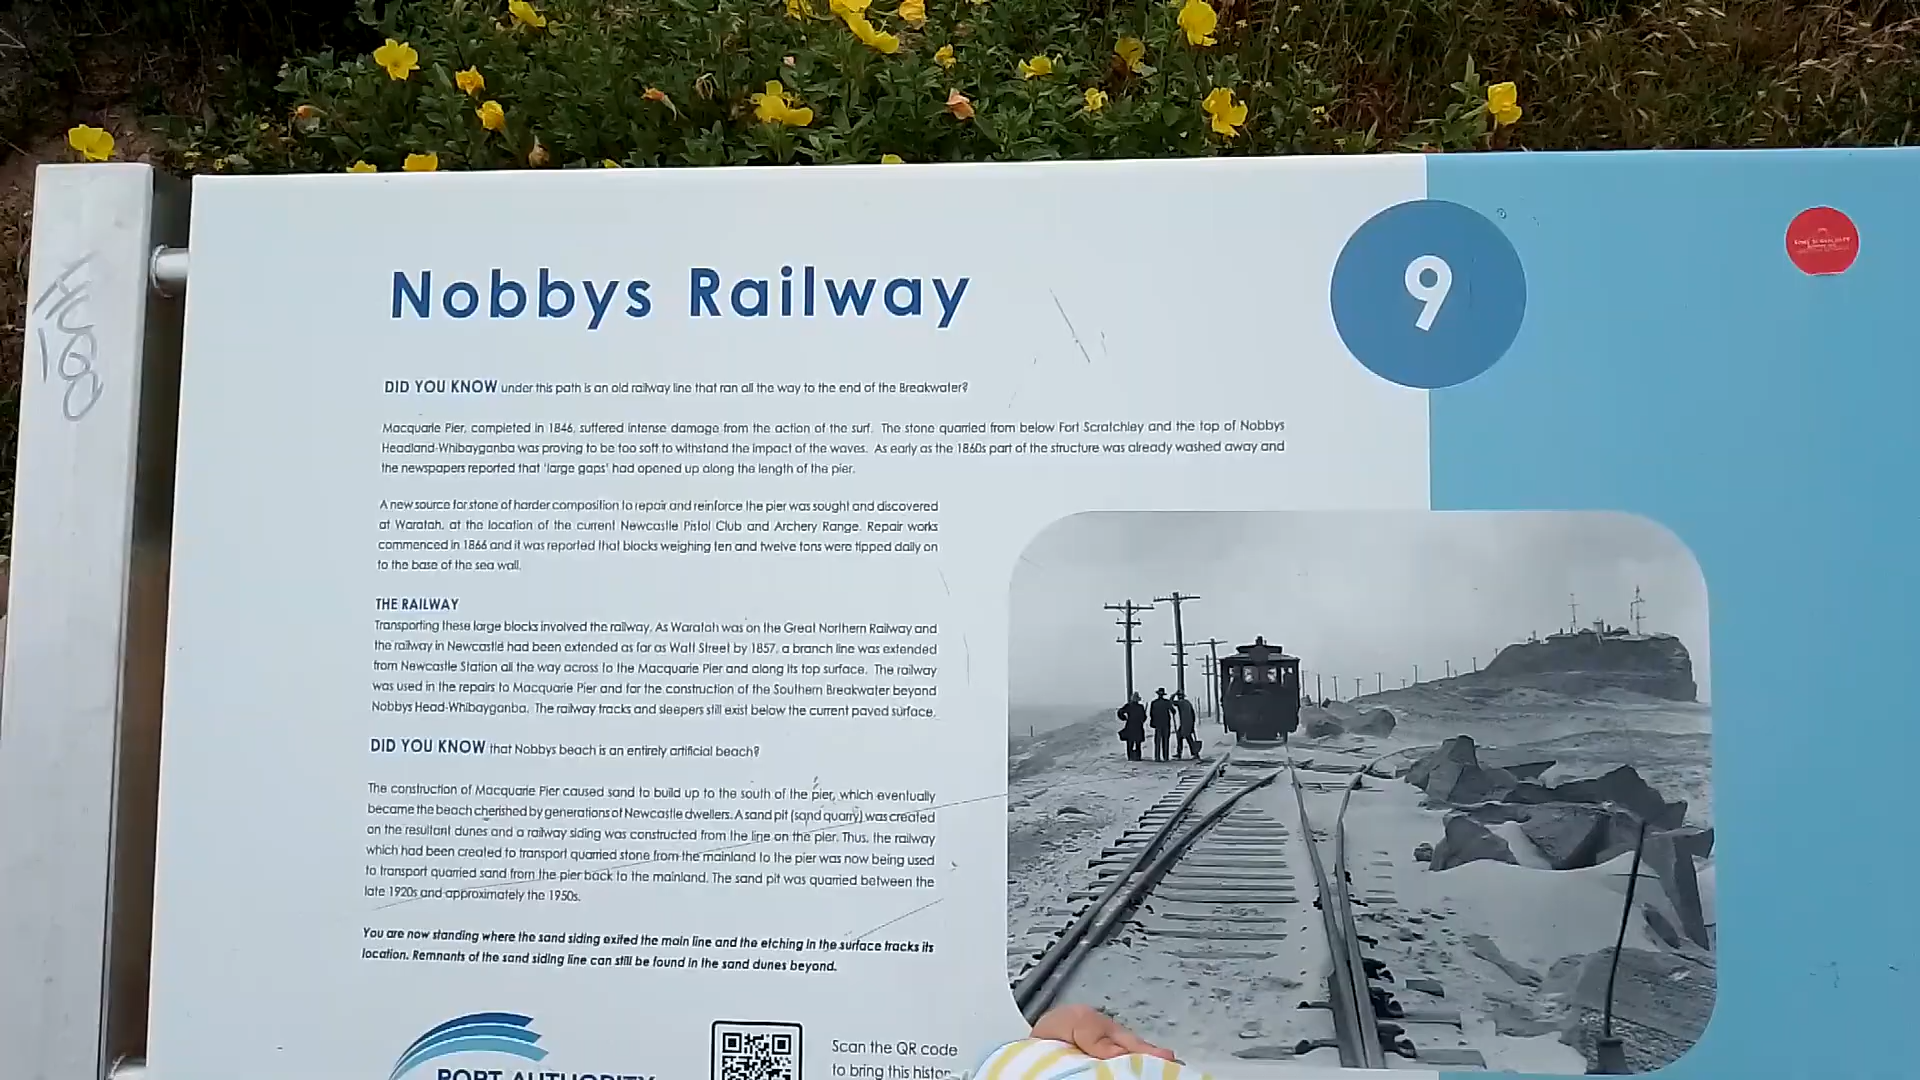 Nobbys Railway
9
DID YOU KNOW under this path is an old railway line that ran all the way to the end of the Breakwater?
Macquarie Pier, completed in 1846, suffered intense damage from the action of the surf. The stone quarried from below Fort Scratchley and the top of Nobbys
Headland-Whibayganba was proving to be too soft to withstand the impact of the waves. As early as the 1860s part of the structure was already washed away and
the newspapers reported that 'large gaps' had opened up along the length of the pier.
A new source for stone of harder composition to repair and reinforce the pier was sought and discovered
at Waratah, at the location of the current Newcastle Pistol Club and Archery Range. Repair works
commenced in 1866 and it was reported that blocks weighing ten and twelve tons were tipped daily on
to the base of the sea wall.
THE RAILWAY
Transporting these large blocks involved the railway. As Waratah was on the Great Northern Railway and
the railway in Newcastle had been extended as far as Watt Street by 1857, a branch line was extended
from Newcastle Station all the way across to the Macquarie Pier and along its top surface. The railway
was used in the repairs to Macquarie Pier and for the construction of the Southern Breakwater beyond
Nobbys Head-Whibayganba. The railway tracks and sleepers still exist below the current paved surface.
DID YOU KNOW that Nobbys beach is an entirely artificial beach?
The construction of Macquarie Pier caused sand to build up to the south of the pier, which eventually
became the beach cherished by generations of Newcastle dwellers. A sand pit (sand quarry) was created
on the resultant dunes and a railway siding was constructed from the line on the pier. Thus, the railway
which had been created to transport quarried stone from the mainland to the pier was now being used
to transport quarried sand from the pier back to the mainland. The sand pit was quarried between the
late 1920s and approximately the 1950s.
You are now standing where the sand siding exited the main line and the etching in the surface tracks its
location. Remnants of the sand siding line can still be found in the sand dunes beyond.
PORT AUTHORITY
Scan the QR code
to bring this histor